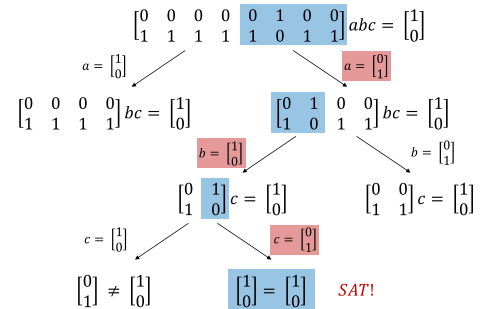 [0 0 0 0 0 1 0 0
1 1 1 1 1 0 1 1] abc = [1
0]
a = [1
0]
a = [0
1]
[0 0 0 0
1 1 1 1] bc = [1
0]
[0 1 0 0
1 0 1 1] bc = [1
0]
b = [1
0]
b = [0
1]
[0 1
1 0] c = [1
0]
[0 0
1 1] c = [1
0]
c = [1
0]
c = [0
1]
[0
1] ≠ [1
0]
[1
0] = [1
0]
SAT!